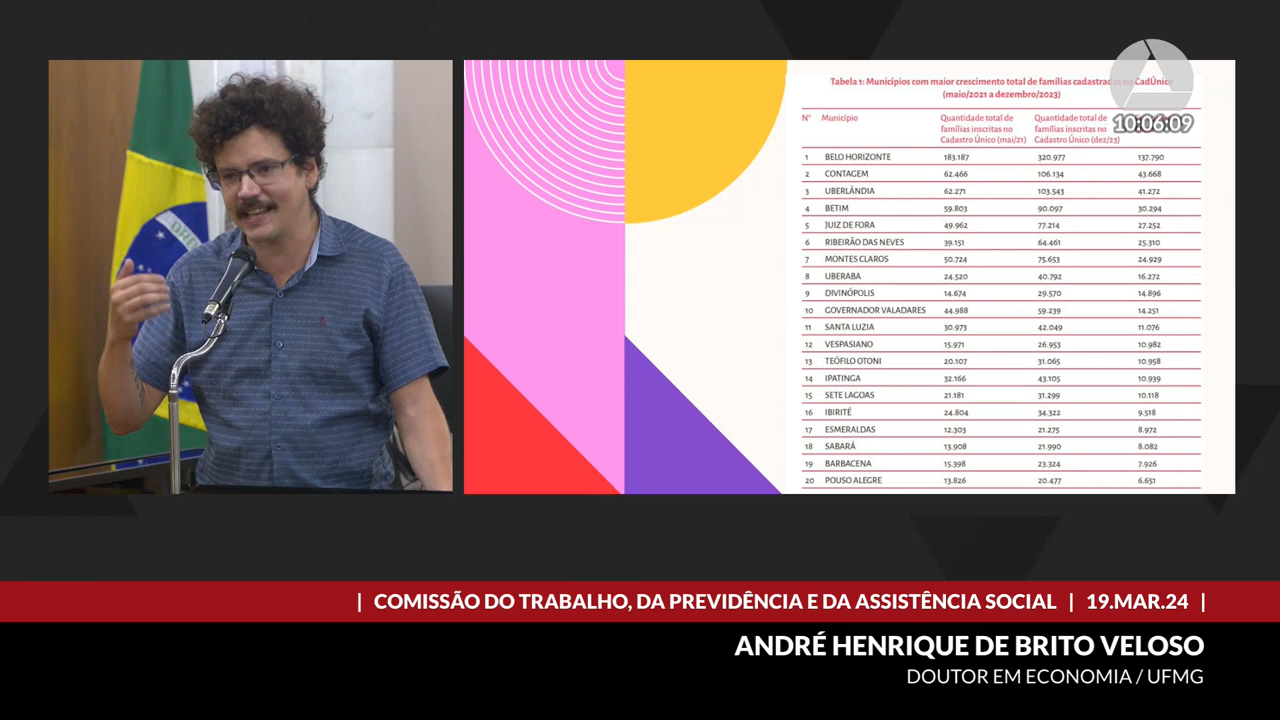 Tabela 1: Municípios com maior crescimento total de famílias cadastradas no CadÚnico
(maio/2021 a dezembro/2023)
10:06:09
N° Município Quantidade total de famílias inscritas no Cadastro Único (mai/21) Quantidade total de famílias inscritas no Cadastro Único (dez/23)
1 BELO HORIZONTE 183.187 320.977 137.790
2 CONTAGEM 62.466 106.134 43.668
3 UBERLÂNDIA 62.271 103.543 41.272
4 BETIM 59.803 90.097 30.294
5 JUIZ DE FORA 49.962 77.214 27.252
6 RIBEIRÃO DAS NEVES 39.151 64.461 25.310
7 MONTES CLAROS 50.724 75.653 24.929
8 UBERABA 24.520 40.792 16.272
9 DIVINÓPOLIS 14.674 29.570 14.896
10 GOVERNADOR VALADARES 44.988 59.239 14.251
11 SANTA LUZIA 30.973 42.049 11.076
12 VESPASIANO 15.971 26.953 10.982
13 TEÓFILO OTONI 20.107 31.065 10.958
14 IPATINGA 32.166 43.105 10.939
15 SETE LAGOAS 21.181 31.299 10.118
16 IBIRITÉ 24.804 34.322 9.518
17 ESMERALDAS 12.303 21.275 8.972
18 SABARÁ 13.908 21.990 8.082
19 BARBACENA 15.398 23.324 7.926
20 POUSO ALEGRE 13.826 20.477 6.651
| COMISSÃO DO TRABALHO, DA PREVIDÊNCIA E DA ASSISTÊNCIA SOCIAL | 19.MAR.24 |
ANDRÉ HENRIQUE DE BRITO VELOSO
DOUTOR EM ECONOMIA / UFMG